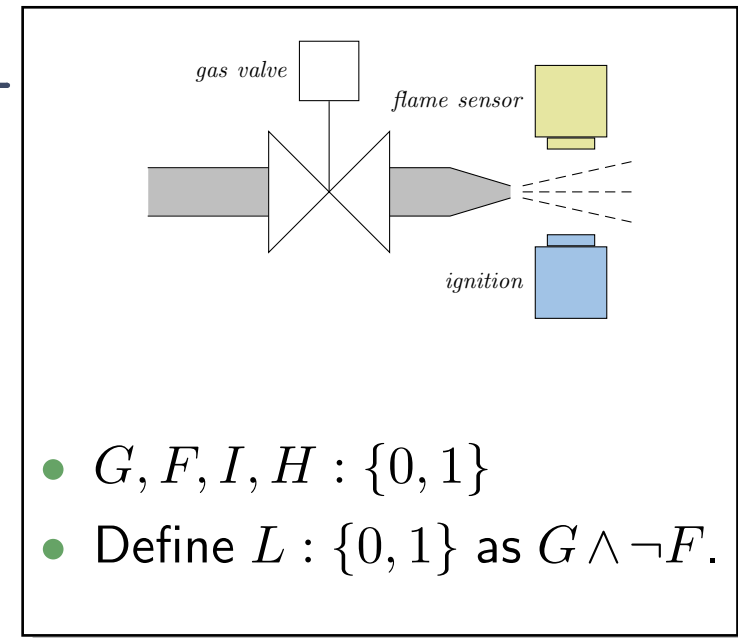 gas valve
flame sensor
ignition
• G, F, I, H : {0, 1}
• Define L : {0, 1} as G ∧ ¬F.